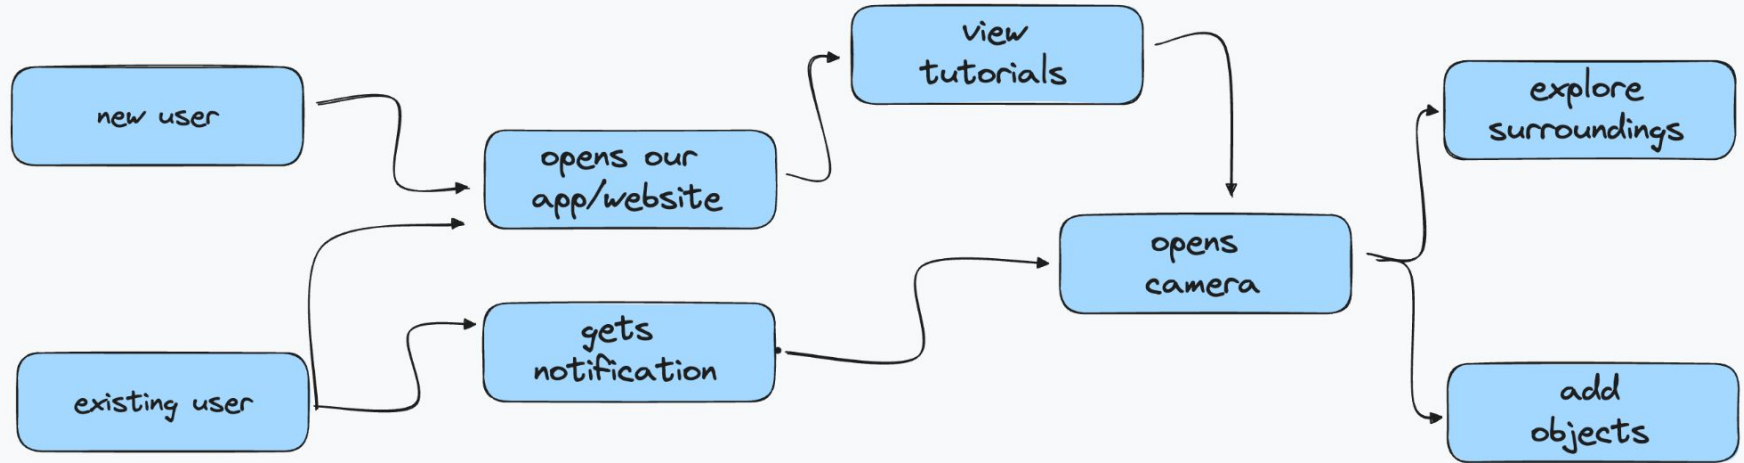 new user
opens our
app/website
view
tutorials
existing user
gets
notification
opens
camera
explore
surroundings
add
objects